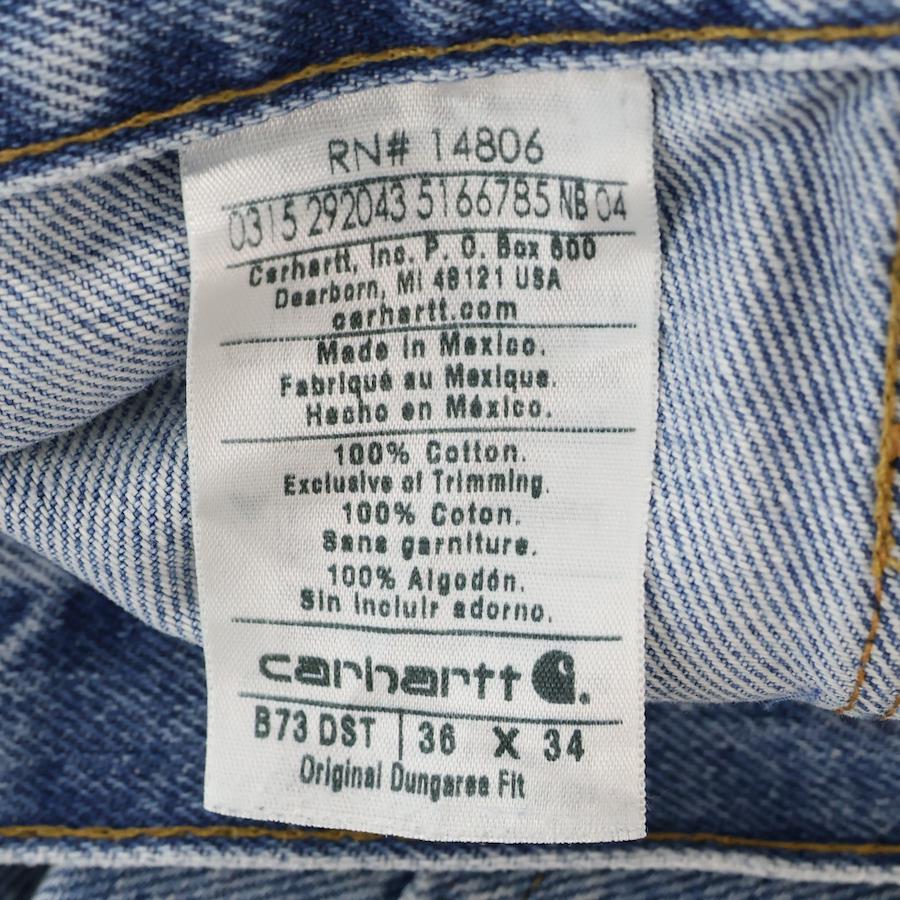 RN# 14806
0315 292043 5166785 NB 04
Carhartt, Inc. P. O. Box 600
Dearborn, MI 48121 USA
carhartt.com
Made in Mexico.
Fabriqué au Mexique.
Hecho en México.
100% Cotton.
Exclusive of Trimming.
100% Coton.
Sans garniture.
100% Algodón.
Sin incluir adorno.
carhartt
B73 DST | 36 X 34
Original Dungaree Fit